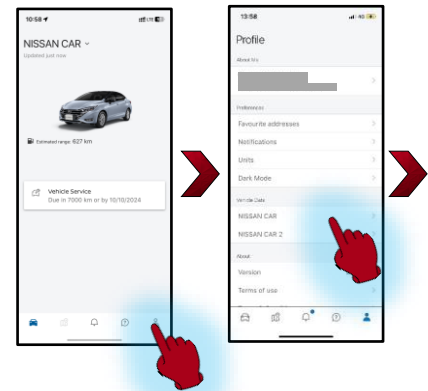 10:58
LTE
NISSAN CAR
Updated just now
Estimated range 627 km
Vehicle Service
Due in 7000 km or by 10/10/2024
13:58
Profile
About Me
Preferences
Favourite addresses
Notifications
Units
Dark Mode
Vehicle Data
NISSAN CAR
NISSAN CAR 2
About
Version
Terms of use